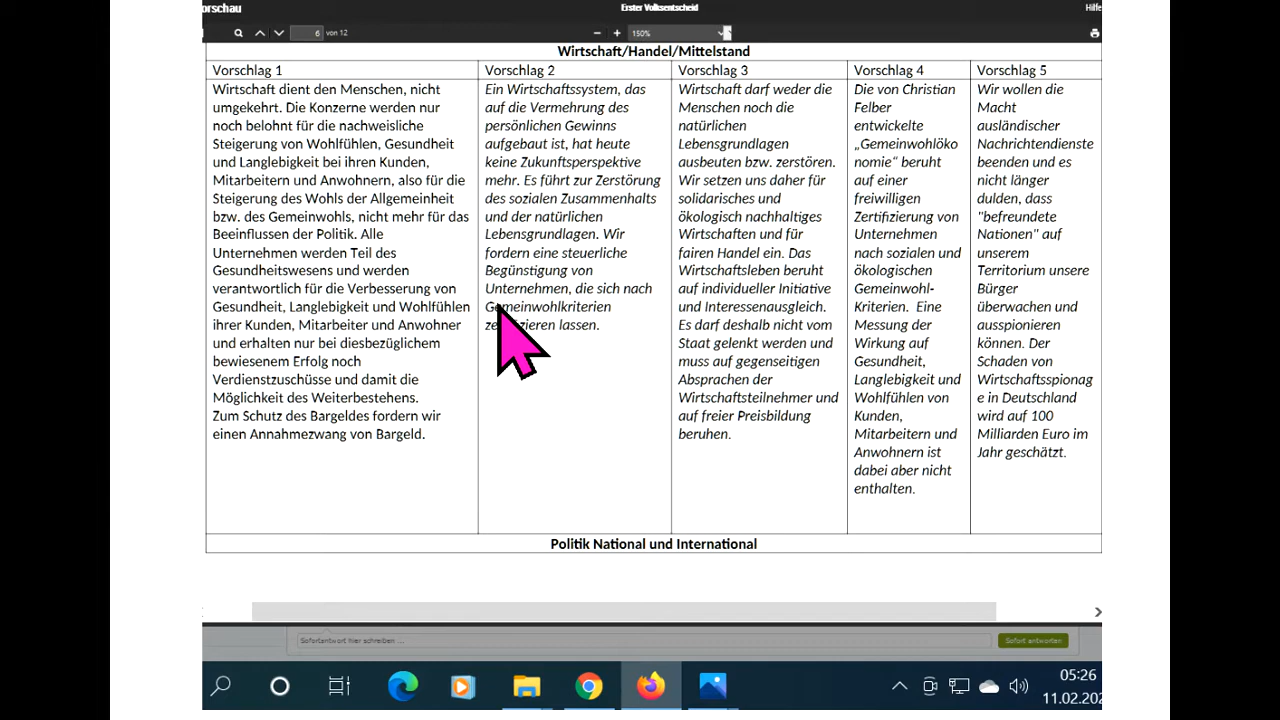 orschau
Erster Volksentscheid
Hilfe
6 von 12
150%
Wirtschaft/Handel/Mittelstand
Vorschlag 1
Wirtschaft dient den Menschen, nicht
umgekehrt. Die Konzerne werden nur
noch belohnt für die nachweisliche
Steigerung von Wohlfühlen, Gesundheit
und Langlebigkeit bei ihren Kunden,
Mitarbeitern und Anwohnern, also für die
Steigerung des Wohls der Allgemeinheit
bzw. des Gemeinwohls, nicht mehr für das
Beeinflussen der Politik. Alle
Unternehmen werden Teil des
Gesundheitswesens und werden
verantwortlich für die Verbesserung von
Gesundheit, Langlebigkeit und Wohlfühlen
ihrer Kunden, Mitarbeiter und Anwohner
und erhalten nur bei diesbezüglichem
bewiesenem Erfolg noch
Verdienstzuschüsse und damit die
Möglichkeit des Weiterbestehens.
Zum Schutz des Bargeldes fordern wir
einen Annahmezwang von Bargeld.
Vorschlag 2
Ein Wirtschaftssystem, das
auf die Vermehrung des
persönlichen Gewinns
aufgebaut ist, hat heute
keine Zukunftsperspektive
mehr. Es führt zur Zerstörung
des sozialen Zusammenhalts
und der natürlichen
Lebensgrundlagen. Wir
fordern eine steuerliche
Begünstigung von
Unternehmen, die sich nach
Gemeinwohlkriterien
zertifizieren lassen.
Vorschlag 3
Wirtschaft darf weder die
Menschen noch die
natürlichen
Lebensgrundlagen
ausbeuten bzw. zerstören.
Wir setzen uns daher für
solidarisches und
ökologisch nachhaltiges
Wirtschaften und für
fairen Handel ein. Das
Wirtschaftsleben beruht
auf individueller Initiative
und Interessenausgleich.
Es darf deshalb nicht vom
Staat gelenkt werden und
muss auf gegenseitigen
Absprachen der
Wirtschaftsteilnehmer und
auf freier Preisbildung
beruhen.
Vorschlag 4
Die von Christian
Felber
entwickelte
„Gemeinwohlöko
nomie“ beruht
auf einer
freiwilligen
Zertifizierung von
Unternehmen
nach sozialen und
ökologischen
Gemeinwohl-
Kriterien. Eine
Messung der
Wirkung auf
Gesundheit,
Langlebigkeit und
Wohlfühlen von
Kunden,
Mitarbeitern und
Anwohnern ist
dabei aber nicht
enthalten.
Vorschlag 5
Wir wollen die
Macht
ausländischer
Nachrichtendienste
beenden und es
nicht länger
dulden, dass
"befreundete
Nationen" auf
unserem
Territorium unsere
Bürger
überwachen und
ausspionieren
können. Der
Schaden von
Wirtschaftsspionag
e in Deutschland
wird auf 100
Milliarden Euro im
Jahr geschätzt.
Politik National und International
Sofortantwort hier schreiben ...
Sofort antworten
05:26
11.02.202